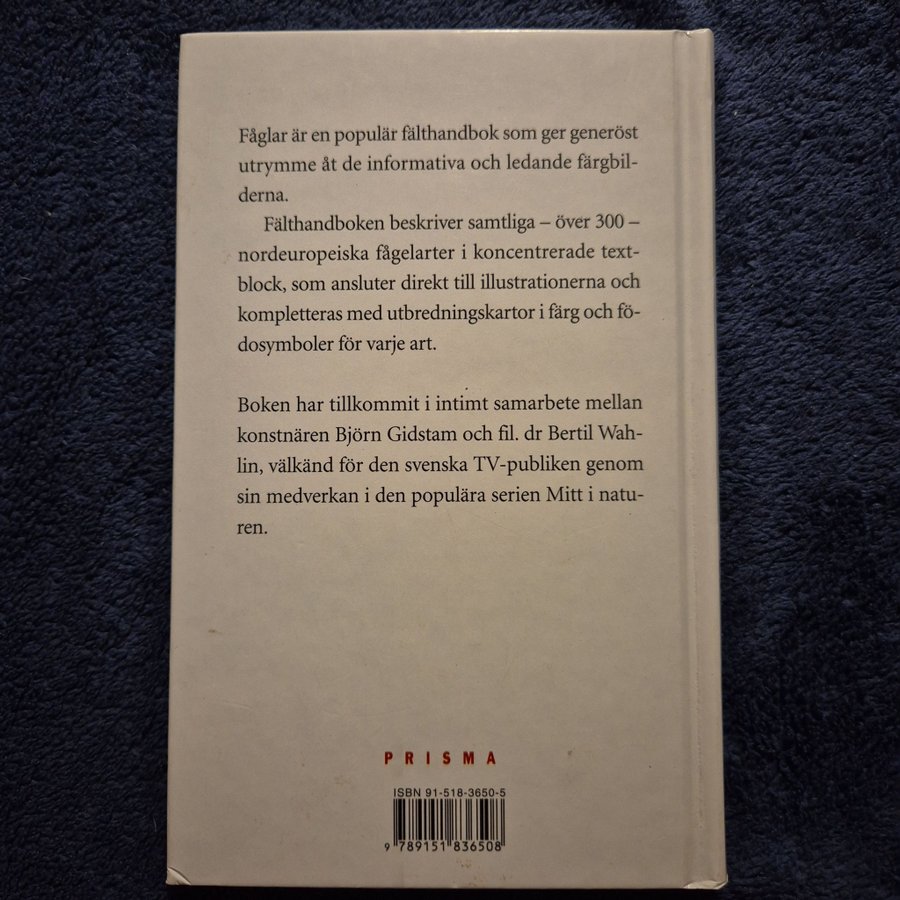 Fåglar är en populär fälthandbok som ger generöst
utrymme åt de informativa och ledande färgbil-
derna.
Fälthandboken beskriver samtliga – över 300 –
nordeuropeiska fågelarter i koncentrerade text-
block, som ansluter direkt till illustrationerna och
kompletteras med utbredningskartor i färg och fö-
dosymboler för varje art.
Boken har tillkommit i intimt samarbete mellan
konstnären Björn Gidstam och fil. dr Bertil Wah-
lin, välkänd för den svenska TV-publiken genom
sin medverkan i den populära serien Mitt i natu-
ren.
PRISMA
ISBN 91-518-3650-5
9 789151 836508